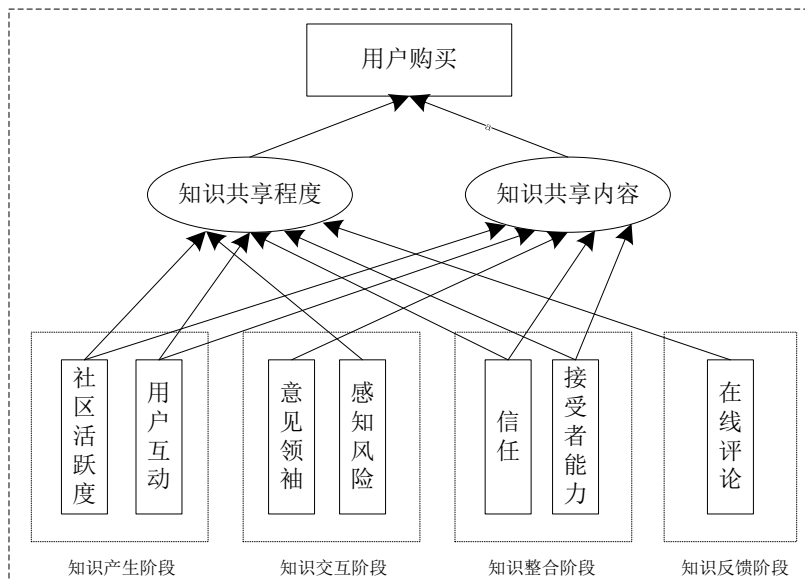 用户购买
a
知识共享程度
知识共享内容
社区活跃度
用户互动
意见领袖
感知风险
信任
接受者能力
在线评论
知识产生阶段
知识交互阶段
知识整合阶段
知识反馈阶段